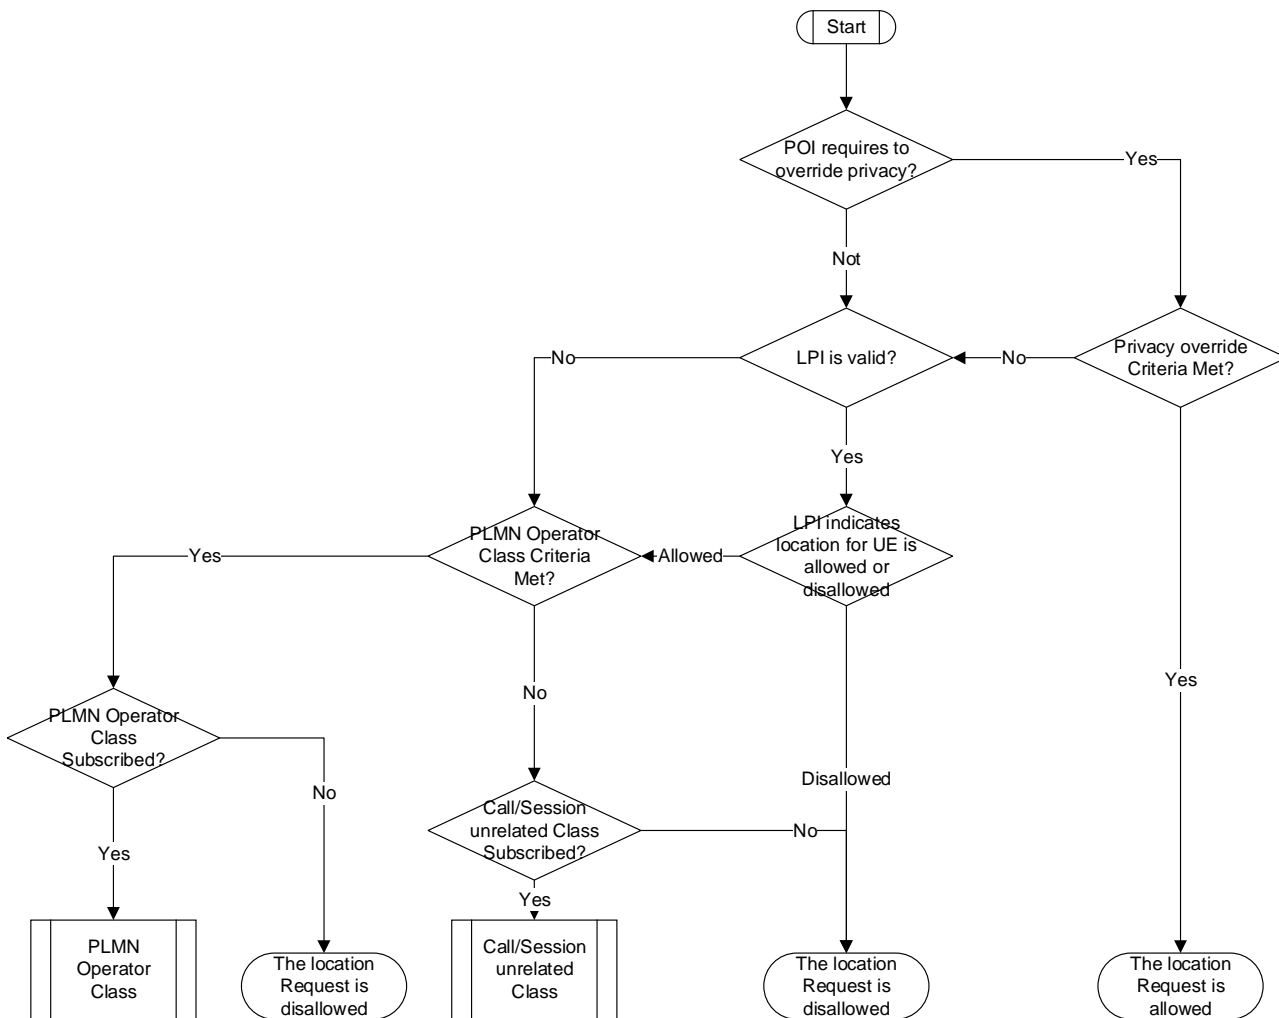 Start
POI requires to
override privacy?
Yes
Not
LPI is valid?
No
Privacy override
Criteria Met?
No
Yes
PLMN Operator
Class Criteria
Met?
Allowed
LPI indicates
location for UE is
allowed or
disallowed
Yes
Yes
No
PLMN Operator
Class
Subscribed?
No
Disallowed
Call/Session
unrelated Class
Subscribed?
No
Yes
Yes
PLMN
Operator
Class
The location
Request is
disallowed
Call/Session
unrelated
Class
The location
Request is
disallowed
The location
Request is
allowed